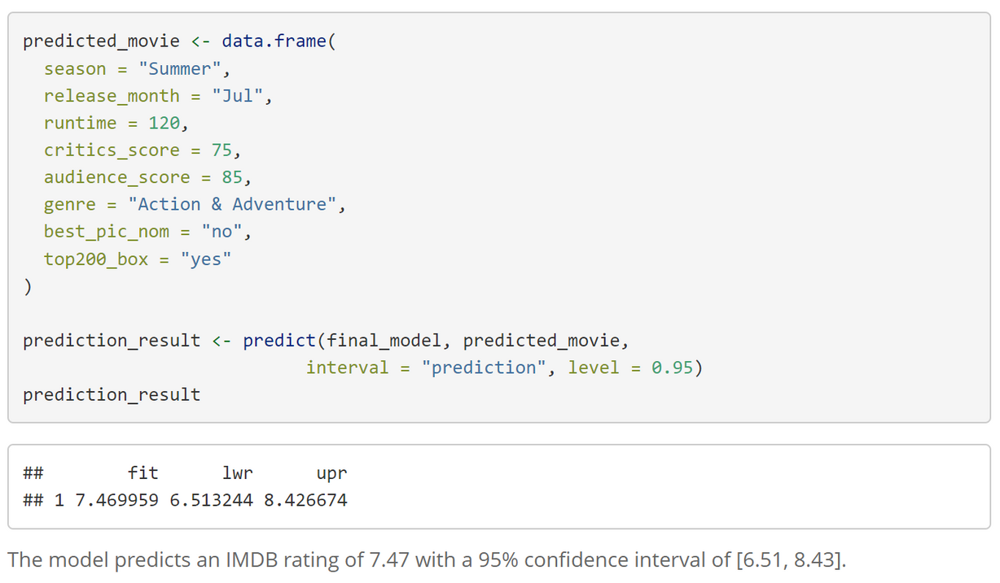 predicted_movie <- data.frame(
  season = "Summer",
  release_month = "Jul",
  runtime = 120,
  critics_score = 75,
  audience_score = 85,
  genre = "Action & Adventure",
  best_pic_nom = "no",
  top200_box = "yes"
)
prediction_result <- predict(final_model, predicted_movie,
                           interval = "prediction", level = 0.95)
prediction_result
##        fit      lwr      upr
## 1 7.469959 6.513244 8.426674
The model predicts an IMDB rating of 7.47 with a 95% confidence interval of [6.51, 8.43].